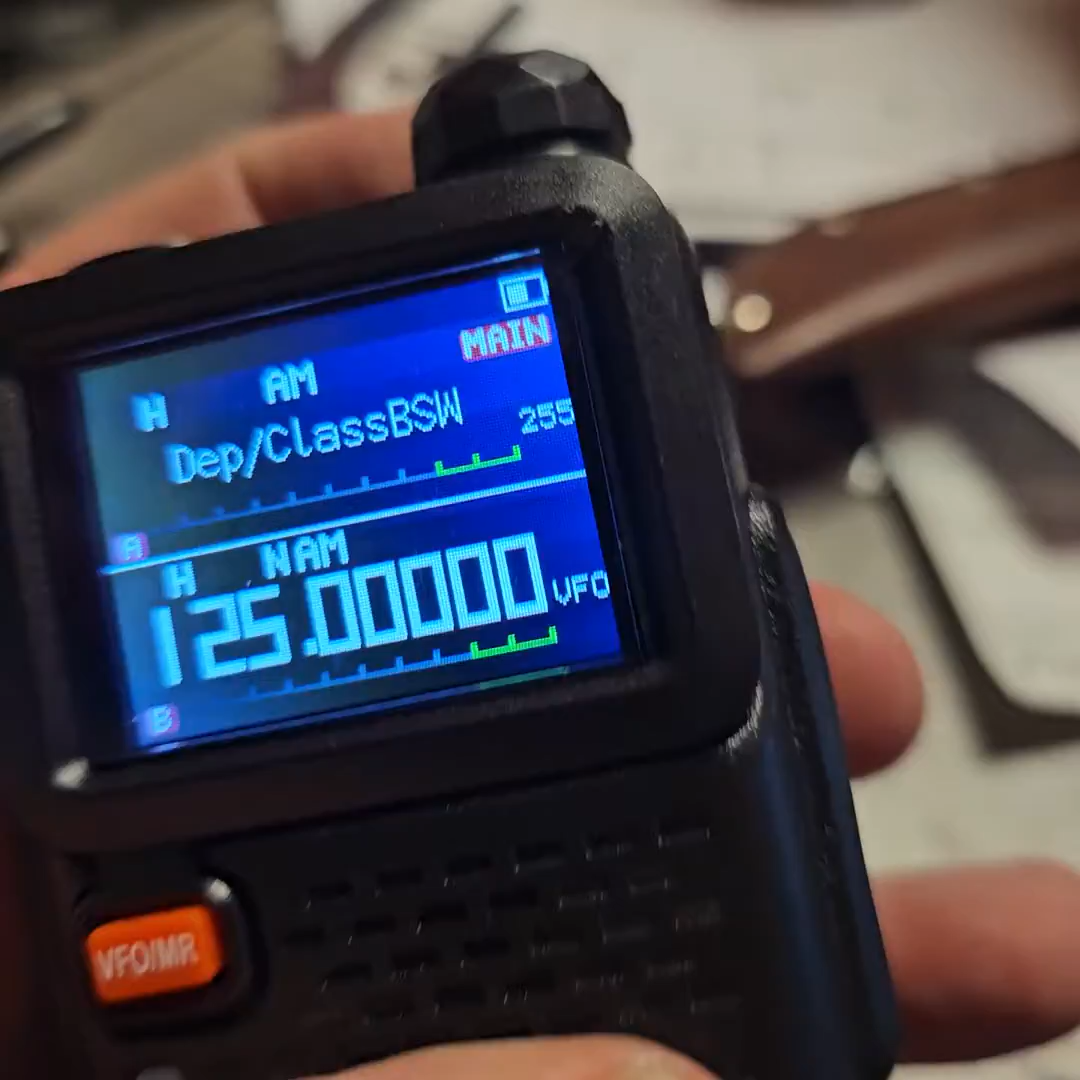 MAIN
H AM
Dep/ClassBSW 255
A
H NAM
125.00000 VFO
B
VFO/MR